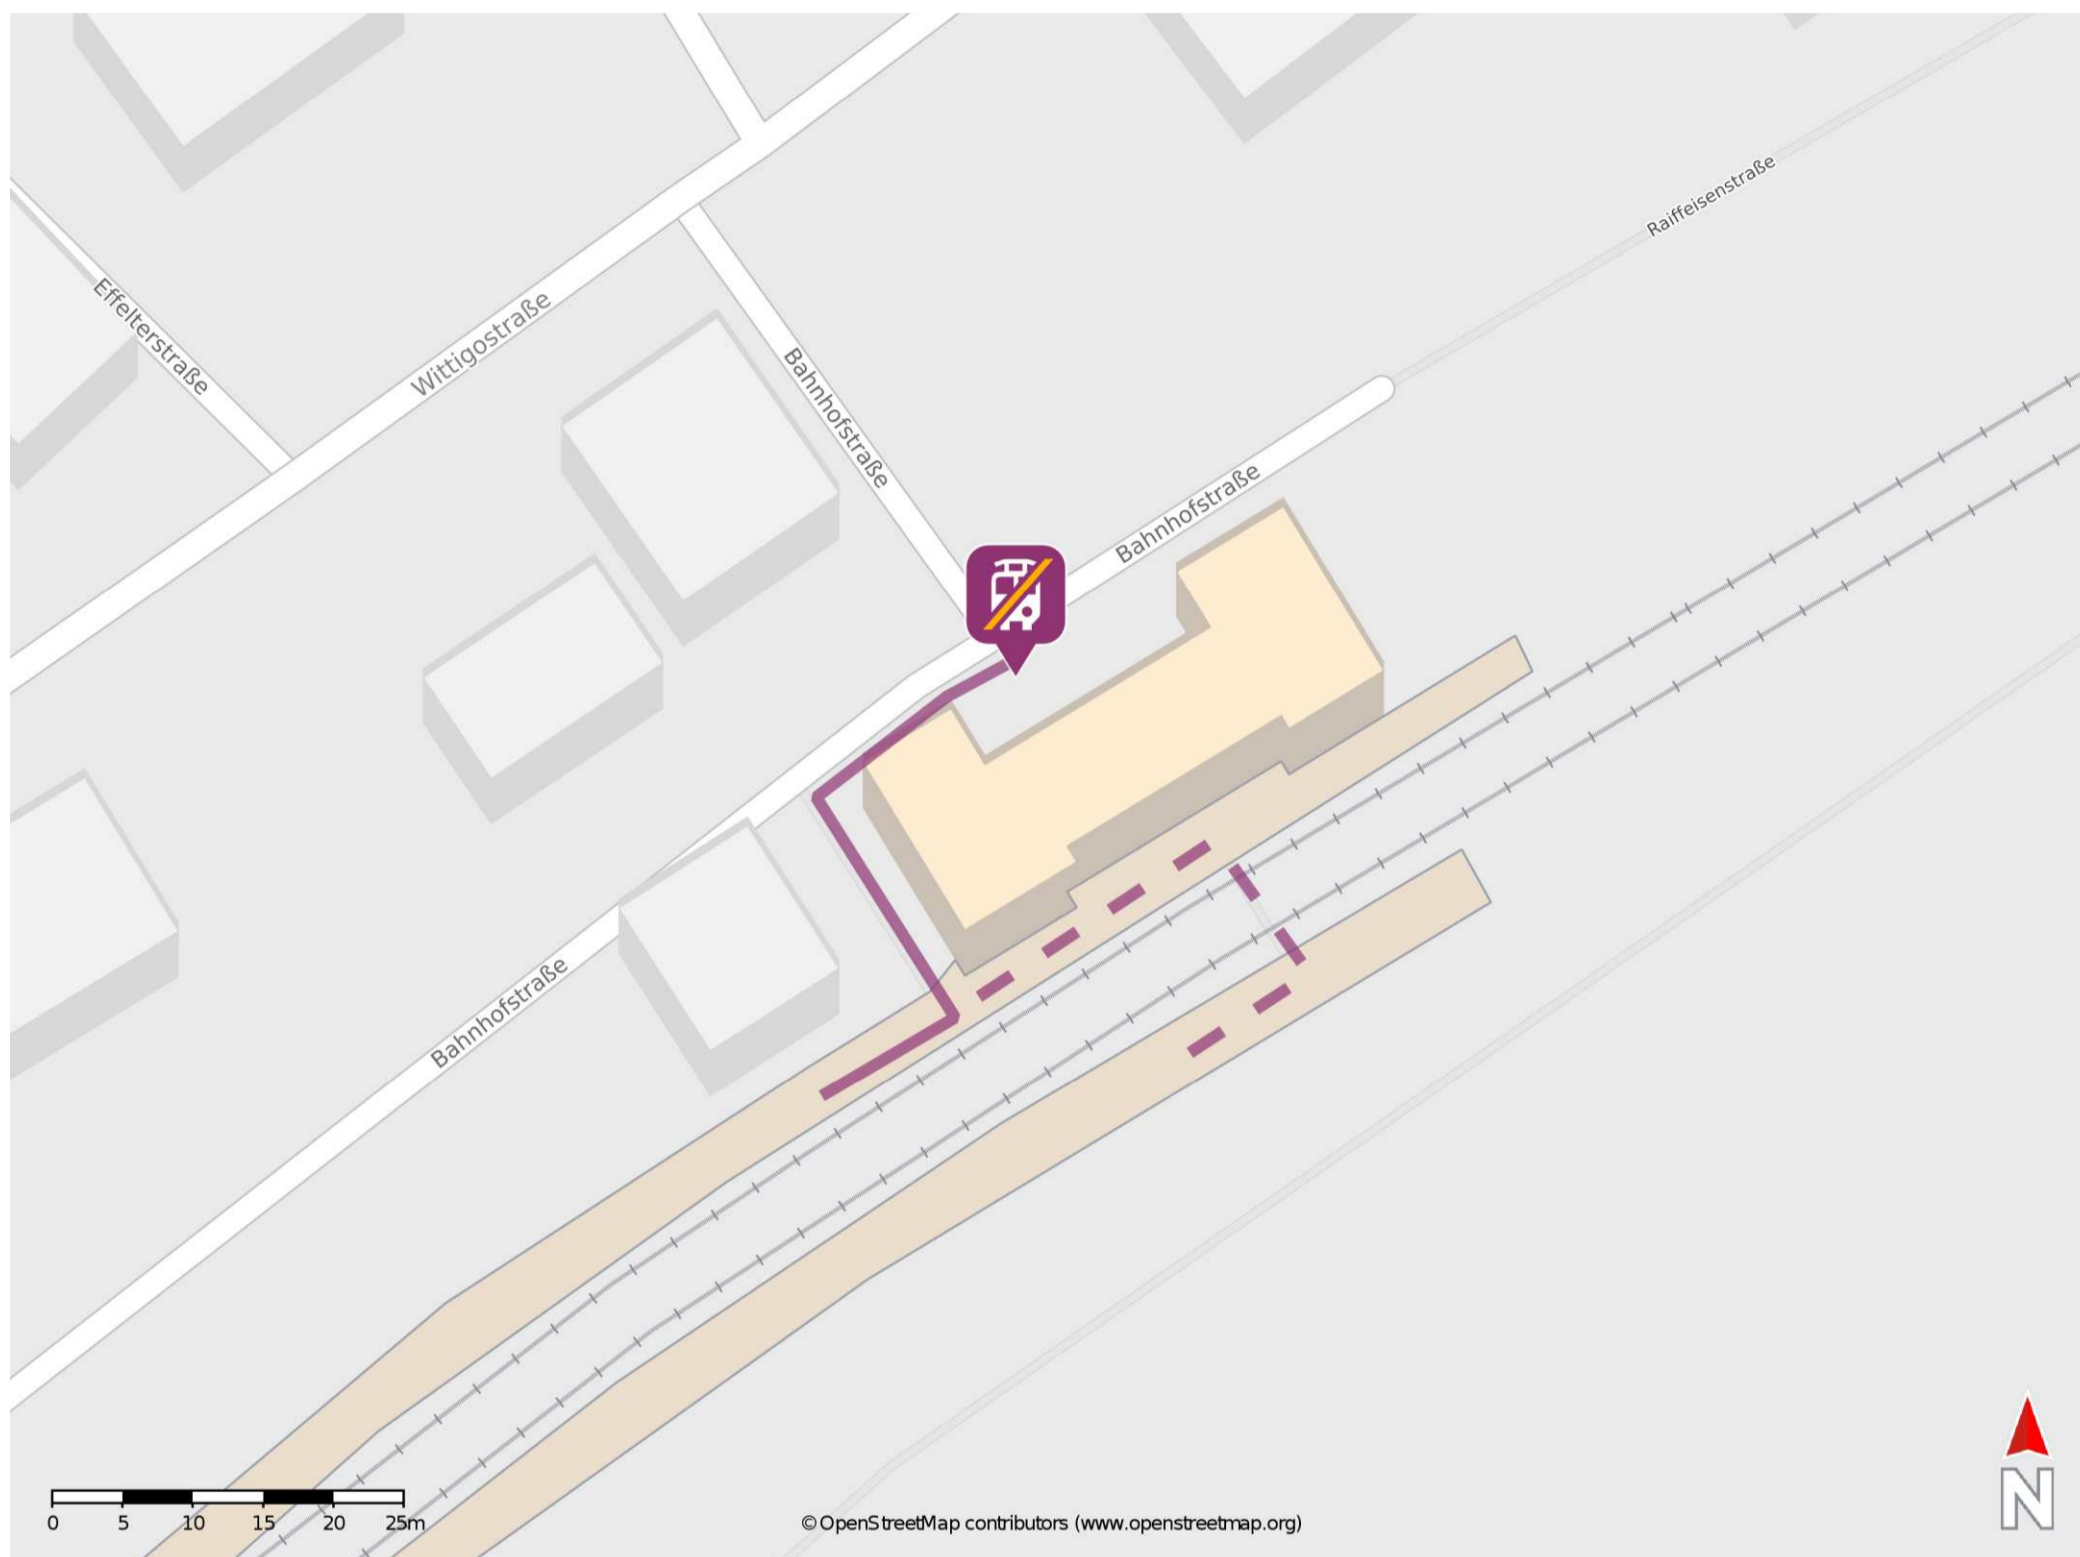 Raiffeisenstraße
Effelterstraße
Wittigostraße
Bahnhofstraße
Bahnhofstraße
Bahnhofstraße
0 5 10 15 20 25m
©OpenStreetMap contributors (www.openstreetmap.org)
N